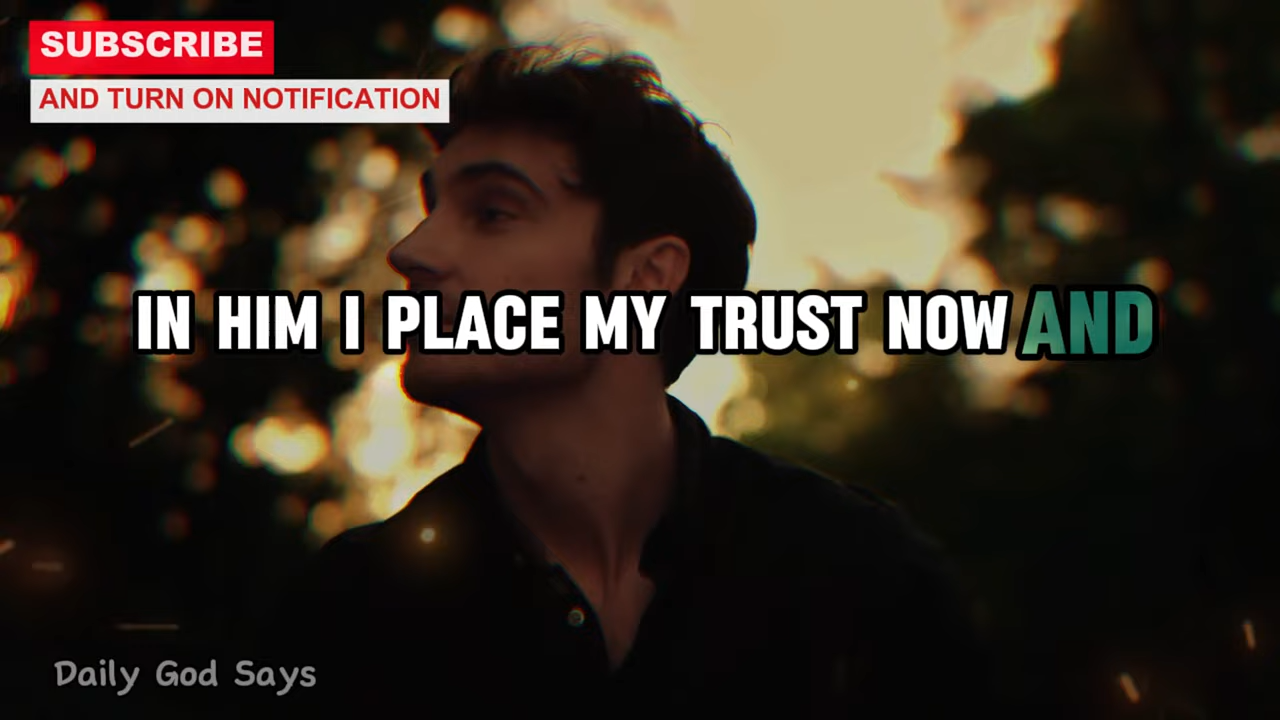 SUBSCRIBE
AND TURN ON NOTIFICATION
IN HIM I PLACE MY TRUST NOW AND
Daily God Says